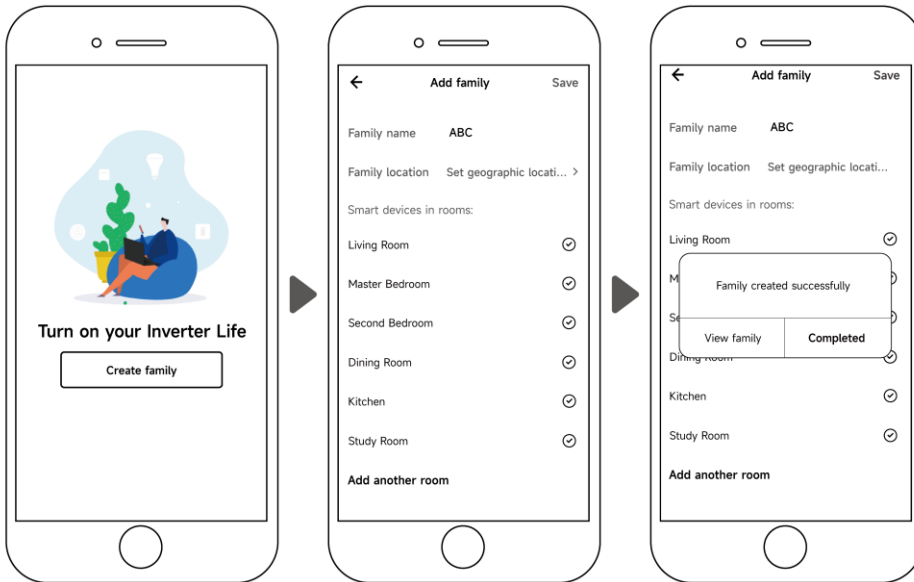 Turn on your Inverter Life
Create family
Add family Save
Family name ABC
Family location Set geographic locati... >
Smart devices in rooms:
Living Room
Master Bedroom
Second Bedroom
Dining Room
Kitchen
Study Room
Add another room
Add family Save
Family name ABC
Family location Set geographic locati...
Smart devices in rooms:
Living Room
M
Family created successfully
Se
View family Completed
Dining Room
Kitchen
Study Room
Add another room